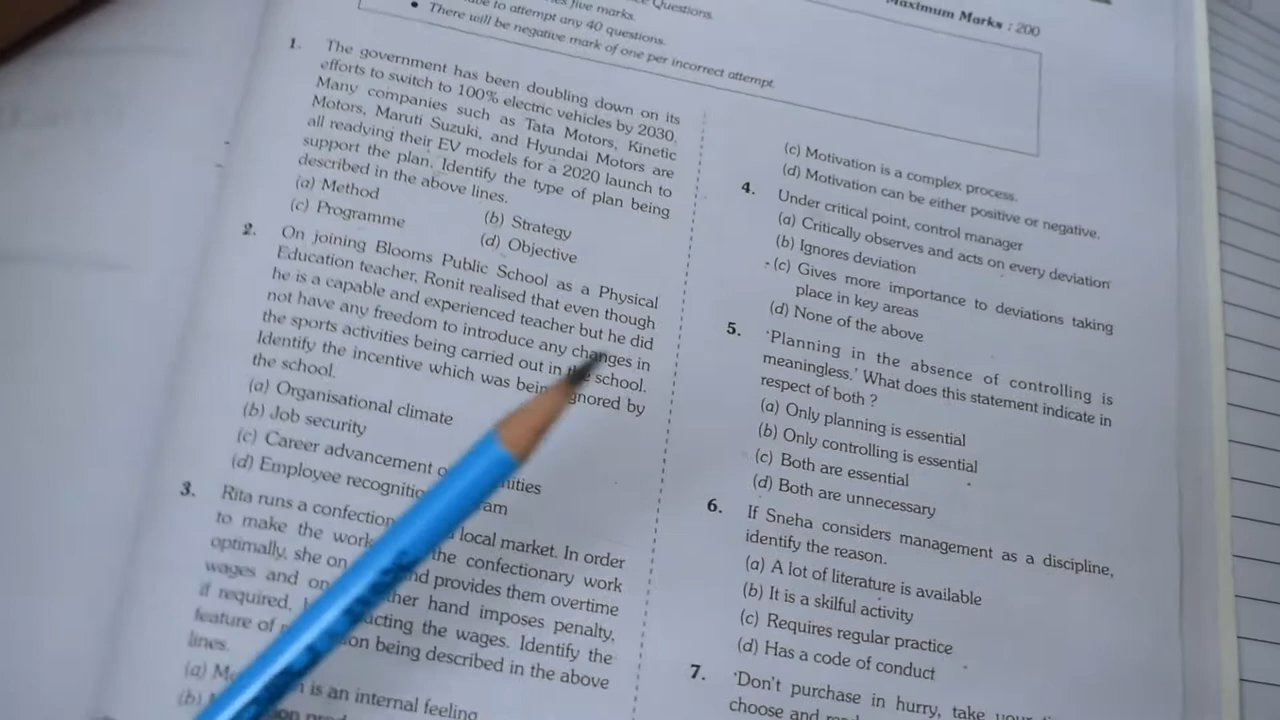 Questions.
five marks.
to attempt any 40 questions.
• There will be negative mark of one per incorrect attempt.
Maximum Marks : 200
1. The government has been doubling down on its
efforts to switch to 100% electric vehicles by 2030.
Many companies such as Tata Motors, Kinetic
Motors, Maruti Suzuki, and Hyundai Motors are
all readying their EV models for a 2020 launch to
support the plan. Identify the type of plan being
described in the above lines.
(a) Method
(b) Strategy
(c) Programme
(d) Objective
2. On joining Blooms Public School as a Physical
Education teacher, Ronit realised that even though
he is a capable and experienced teacher but he did
not have any freedom to introduce any changes in
the sports activities being carried out in the school.
Identify the incentive which was being ignored by
the school.
(a) Organisational climate
(b) Job security
(c) Career advancement
(d) Employee
3. Rita runs a local market. In order
to make the the confectionary work
optimally, she on and provides them overtime
wages and on hand imposes penalty,
if required, the wages. Identify the
feature of being described in the above
lines.
(a) is an internal feeling
(b)
(c) Motivation is a complex process.
(d) Motivation can be either positive or negative.
4. Under critical point, control manager
(a) Critically observes and acts on every deviation
(b) Ignores deviation
(c) Gives more importance to deviations taking
place in key areas
(d) None of the above
5. 'Planning in the absence of controlling is
meaningless.' What does this statement indicate in
respect of both ?
(a) Only planning is essential
(b) Only controlling is essential
(c) Both are essential
(d) Both are unnecessary
6. If Sneha considers management as a discipline,
identify the reason.
(a) A lot of literature is available
(b) It is a skilful activity
(c) Requires regular practice
(d) Has a code of conduct
7. 'Don't purchase in hurry, take your
choose and